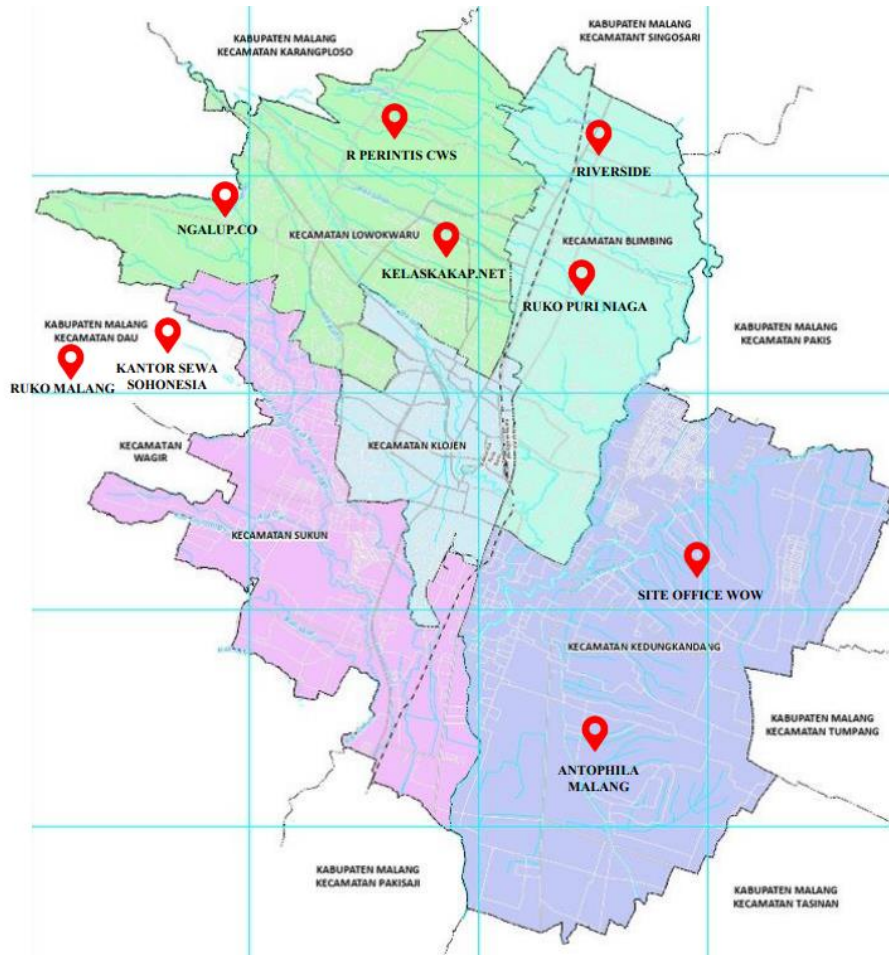 KABUPATEN MALANG
KECAMATAN KARANGPLOSO
KABUPATEN MALANG
KECAMATANT SINGOSARI
R PERINTIS CWS
RIVERSIDE
NGALUP.CO
KECAMATAN LOWOKWARU
KELASKAKAP.NET
KECAMATAN BLIMBING
RUKO PURI NIAGA
KABUPATEN MALANG
KECAMATAN DAU
RUKO MALANG
KANTOR SEWA
SOHONESIA
KABUPATEN MALANG
KECAMATAN PAKIS
KECAMATAN
WAGIR
KECAMATAN KLOJEN
KECAMATAN SUKUN
SITE OFFICE WOW
KECAMATAN KEDUNGKANDANG
KABUPATEN MALANG
KECAMATAN TUMPANG
ANTOPHILA
MALANG
KABUPATEN MALANG
KECAMATAN PAKISAJI
KABUPATEN MALANG
KECAMATAN TASINAN